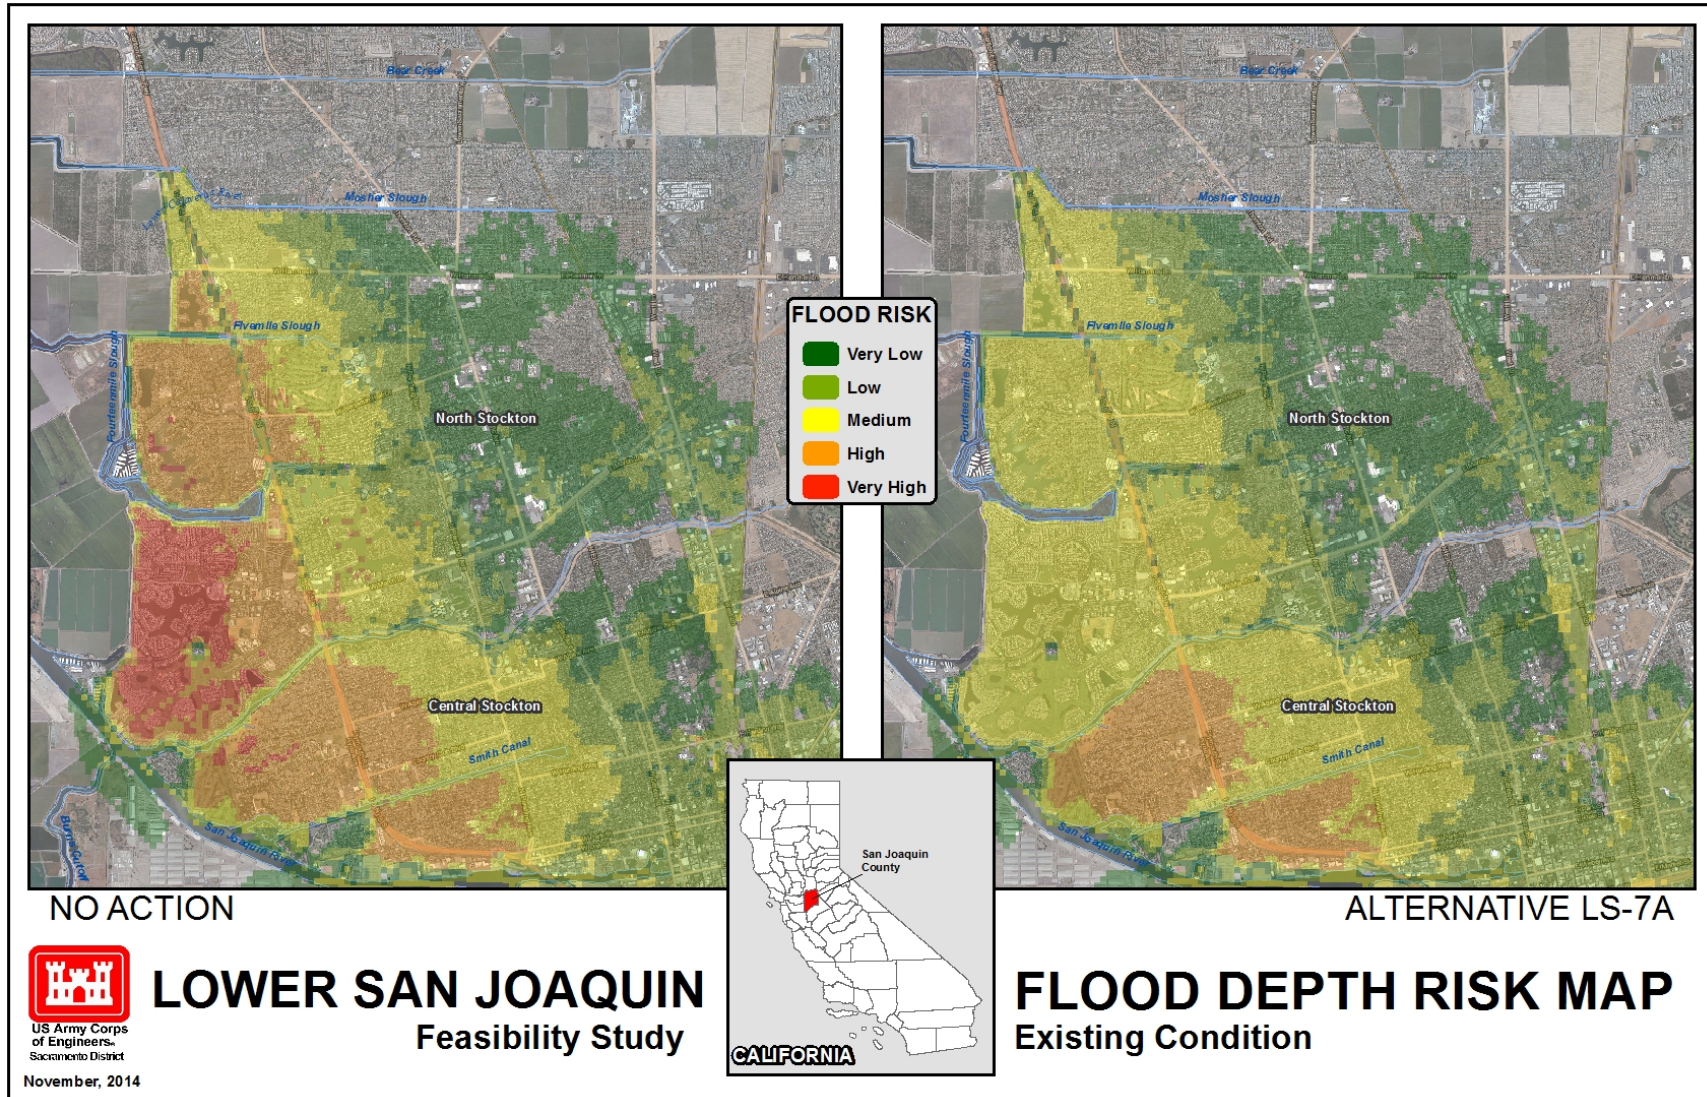 Bear Creek
Mosher Slough
Fivemile Slough
Fourteenmile Slough
North Stockton
Central Stockton
Smith Canal
San Joaquin River
Burns Cutoff
FLOOD RISK
Very Low
Low
Medium
High
Very High
Bear Creek
Mosher Slough
Fivemile Slough
Fourteenmile Slough
North Stockton
Central Stockton
Smith Canal
San Joaquin River
NO ACTION
ALTERNATIVE LS-7A
San Joaquin
County
CALIFORNIA
US Army Corps
of Engineers®
Sacramento District
November, 2014
LOWER SAN JOAQUIN
Feasibility Study
FLOOD DEPTH RISK MAP
Existing Condition